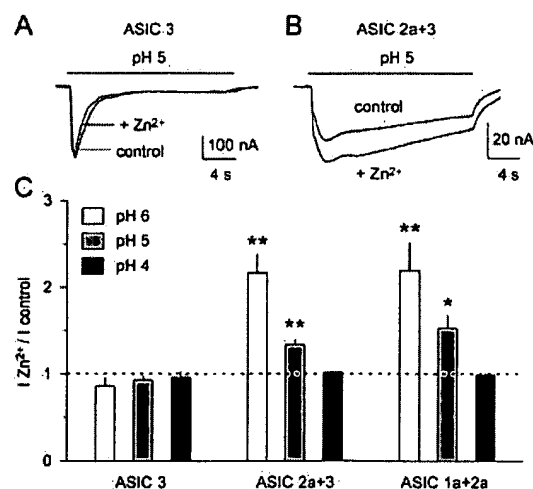 A
ASIC 3
pH 5
+ Zn²⁺
control
100 nA
4 s
B
ASIC 2a+3
pH 5
control
+ Zn²⁺
20 nA
4 s
C
I Zn²⁺ / I control
3
2
1
0
pH 6
pH 5
pH 4
**
**
**
*
ASIC 3
ASIC 2a+3
ASIC 1a+2a